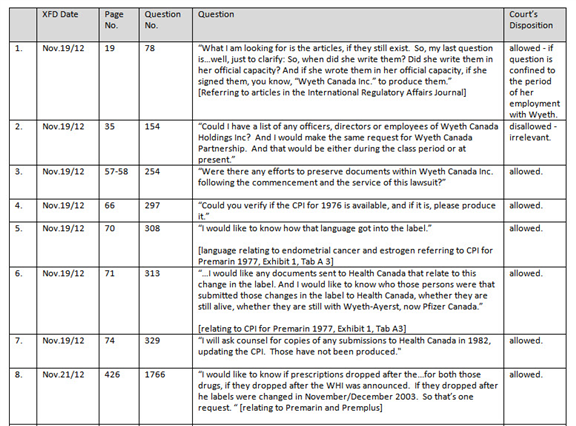 XFD Date Page No. Question No. Question Court's Disposition
1. Nov.19/12 19 78 "What I am looking for is the articles, if they still exist. So, my last question
is…well, just to clarify: So, when did she write them? Did she write them in
her official capacity? And if she wrote them in her official capacity, if she
signed them, you know, "Wyeth Canada Inc." to produce them."
[Referring to articles in the International Regulatory Affairs Journal]
allowed - if
question is
confined to
the period
of her
employment
with Wyeth.
2. Nov.19/12 35 154 "Could I have a list of any officers, directors or employees of Wyeth Canada
Holdings Inc? And I would make the same request for Wyeth Canada
Partnership. And that would be either during the class period or at
present."
disallowed -
irrelevant.
3. Nov.19/12 57-58 254 "Were there any efforts to preserve documents within Wyeth Canada Inc.
following the commencement and the service of this lawsuit?"
allowed.
4. Nov.19/12 66 297 "Could you verify if the CPI for 1976 is available, and if it is, please produce
it."
allowed.
5. Nov.19/12 70 308 "I would like to know how that language got into the label."
[language relating to endometrial cancer and estrogen referring to CPI for
Premarin 1977, Exhibit 1, Tab A 3]
allowed.
6. Nov.19/12 71 313 "…I would like any documents sent to Health Canada that relate to this
change in the label. And I would like to know who those persons were that
submitted those changes in the label to Health Canada, whether they are
still alive, whether they are still with Wyeth-Ayerst, now Pfizer Canada."
[relating to CPI for Premarin 1977, Exhibit 1, Tab A3]
allowed.
7. Nov.19/12 74 329 "I will ask counsel for copies of any submissions to Health Canada in 1982,
updating the CPI. Those have not been produced."
allowed.
8. Nov.21/12 426 1766 "I would like to know if prescriptions dropped after the…for both those
drugs, if they dropped after the WHI was announced. If they dropped after
he labels were changed in November/December 2003. So that's one
request. " [relating to Premarin and Premplus]
allowed.